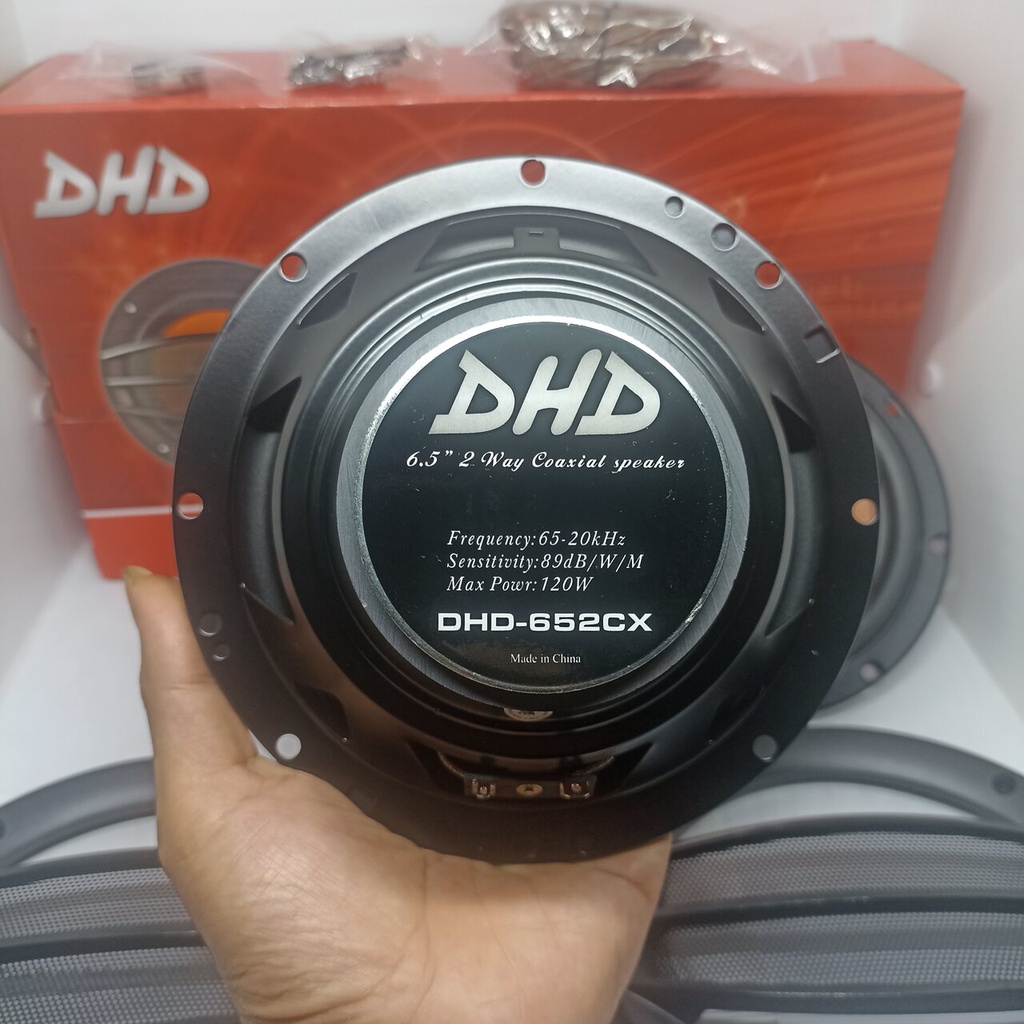 DHD
DHD
6.5" 2 Way Coaxial speaker
Frequency:65-20kHz
Sensitivity:89dB/W/M
Max Powr:120W
DHD-652CX
Made in China